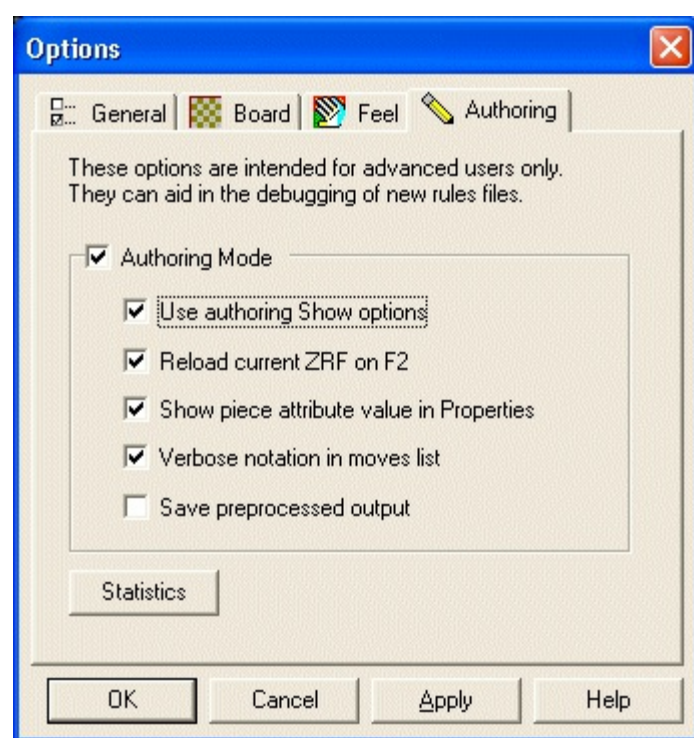 Options
General Board Feel Authoring
These options are intended for advanced users only.
They can aid in the debugging of new rules files.
Authoring Mode
Use authoring Show options
Reload current ZRF on F2
Show piece attribute value in Properties
Verbose notation in moves list
Save preprocessed output
Statistics
OK Cancel Apply Help